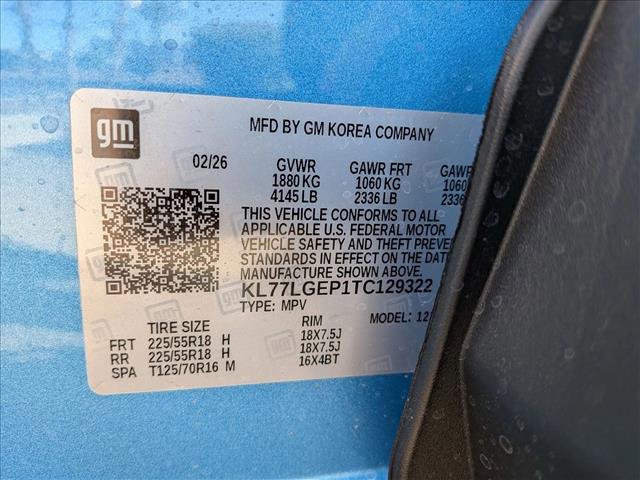 gm
MFD BY GM KOREA COMPANY
02/26 GVWR GAWR FRT
1880 KG 1060 KG 1060
4145 LB 2336 LB 2336
THIS VEHICLE CONFORMS TO ALL
APPLICABLE U.S. FEDERAL MOTOR
VEHICLE SAFETY AND THEFT
STANDARDS IN EFFECT ON THE
OF MANUFACTURE SHOWN ABOVE.
KL77LGEP1TC129322
TYPE: MPV MODEL:
TIRE SIZE RIM
FRT 225/55R18 H 18X7.5J
RR 225/55R18 H 18X7.5J
SPA T125/70R16 M 16X4BT